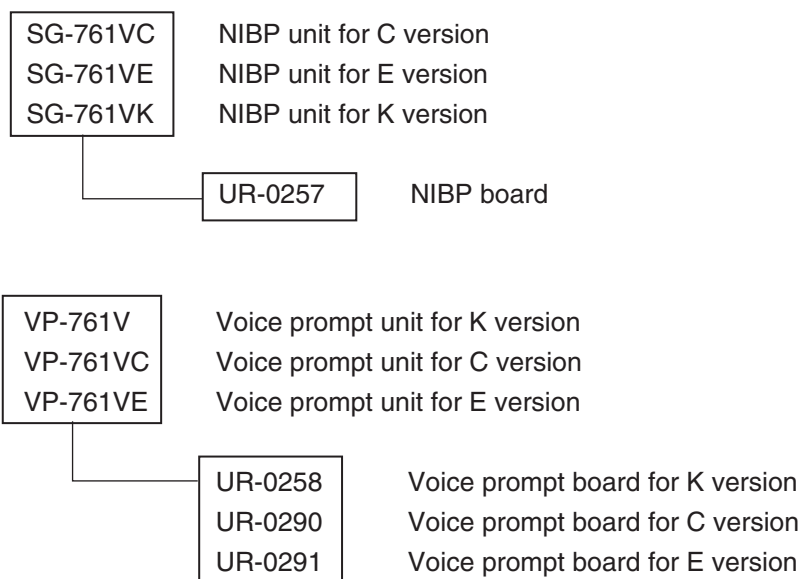 SG-761VC NIBP unit for C version
SG-761VE NIBP unit for E version
SG-761VK NIBP unit for K version
UR-0257 NIBP board
VP-761V Voice prompt unit for K version
VP-761VC Voice prompt unit for C version
VP-761VE Voice prompt unit for E version
UR-0258 Voice prompt board for K version
UR-0290 Voice prompt board for C version
UR-0291 Voice prompt board for E version